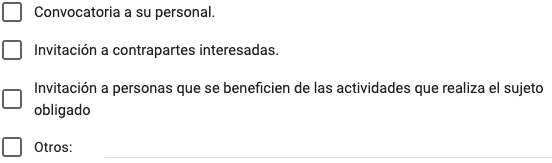 Convocatoria a su personal.
Invitación a contrapartes interesadas.
Invitación a personas que se beneficien de las actividades que realiza el sujeto
obligado
Otros: